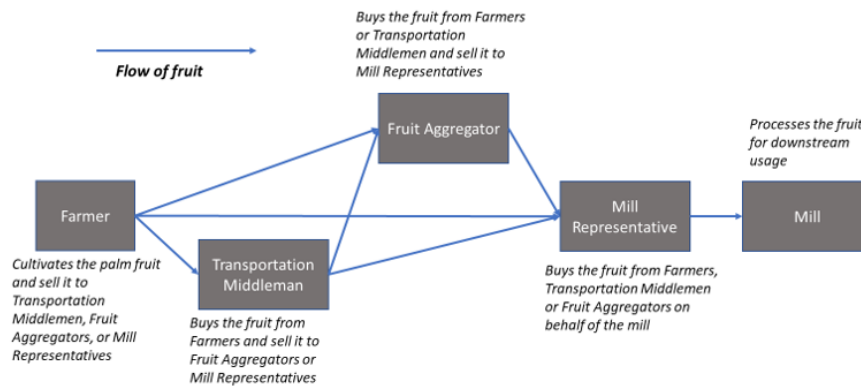 Buys the fruit from Farmers
or Transportation
Middlemen and sell it to
Mill Representatives
Flow of fruit
Fruit Aggregator
Processes the fruit
for downstream
usage
Farmer
Mill
Representative
Mill
Transportation
Middleman
Cultivates the palm fruit
and sell it to
Transportation
Middlemen, Fruit
Aggregators, or Mill
Representatives
Buys the fruit from
Farmers and sell it to
Fruit Aggregators or
Mill Representatives
Buys the fruit from Farmers,
Transportation Middlemen
or Fruit Aggregators on
behalf of the mill